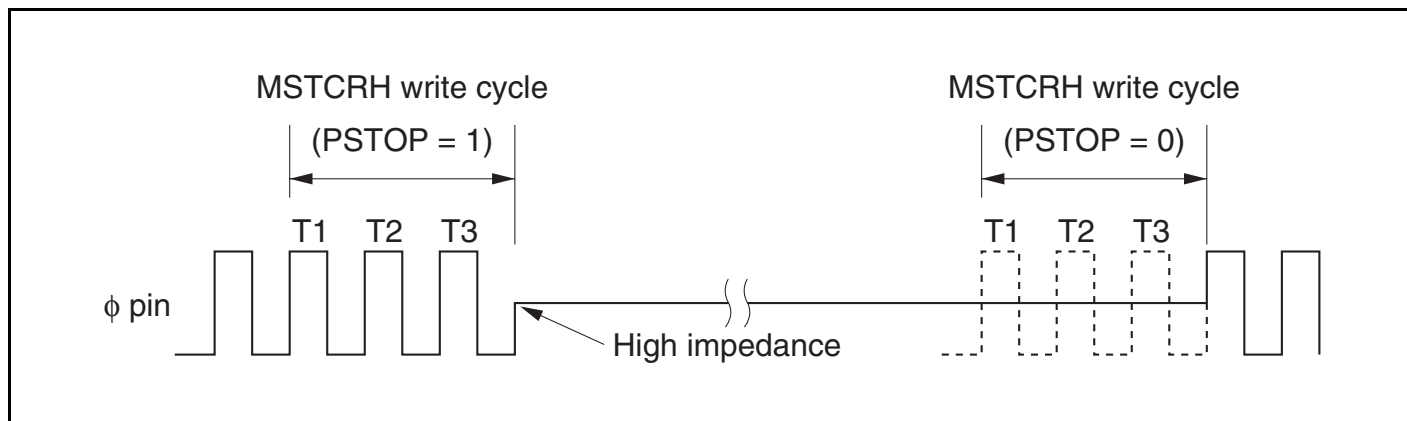 MSTCRH write cycle
(PSTOP = 1)
MSTCRH write cycle
(PSTOP = 0)
T1 T2 T3
T1 T2 T3
ϕ pin
High impedance